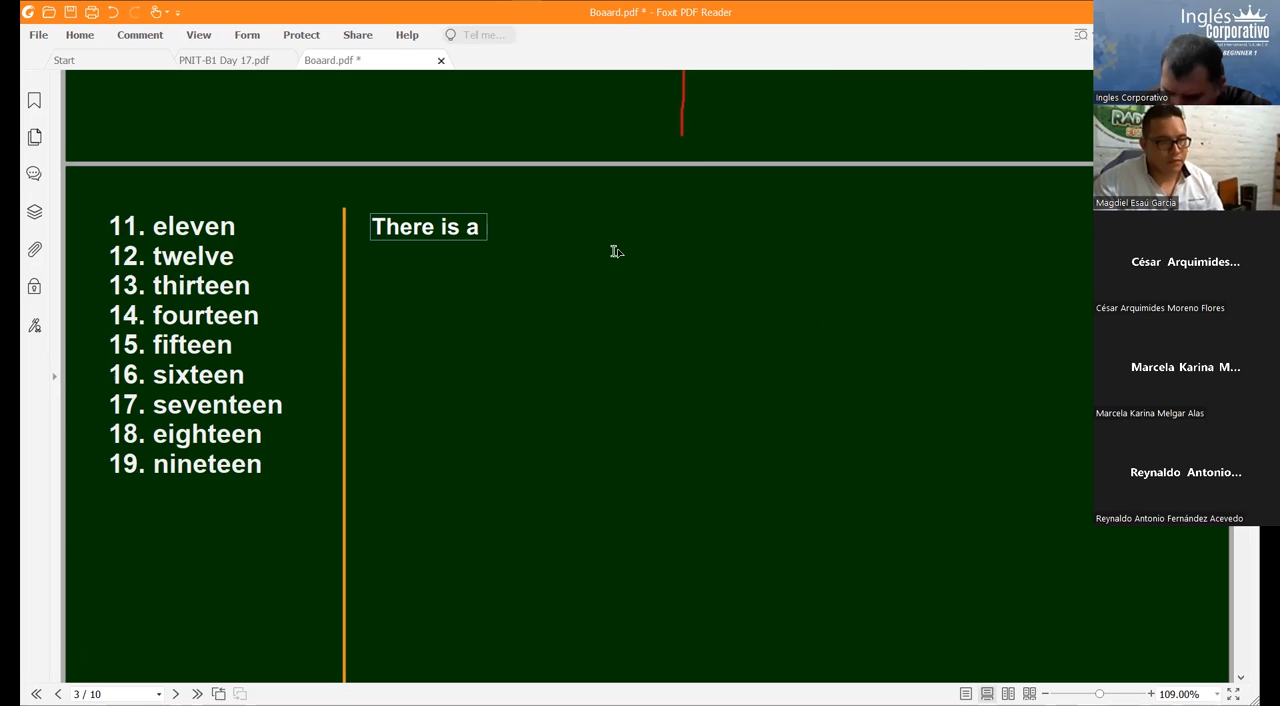 Boaard.pdf * - Foxit PDF Reader
File Home Comment View Form Protect Share Help Tell me...
Start PNIT-B1 Day 17.pdf Boaard.pdf *
11. eleven
12. twelve
13. thirteen
14. fourteen
15. fifteen
16. sixteen
17. seventeen
18. eighteen
19. nineteen
There is a
Inglés
Corporativo
BEGINNER 1
Ingles Corporativo
Magdiel Esaú Garcia
César Arquimides...
César Arquimides Moreno Flores
Marcela Karina M...
Marcela Karina Melgar Alas
Reynaldo Antonio...
Reynaldo Antonio Fernández Acevedo
3 / 10
109.00%